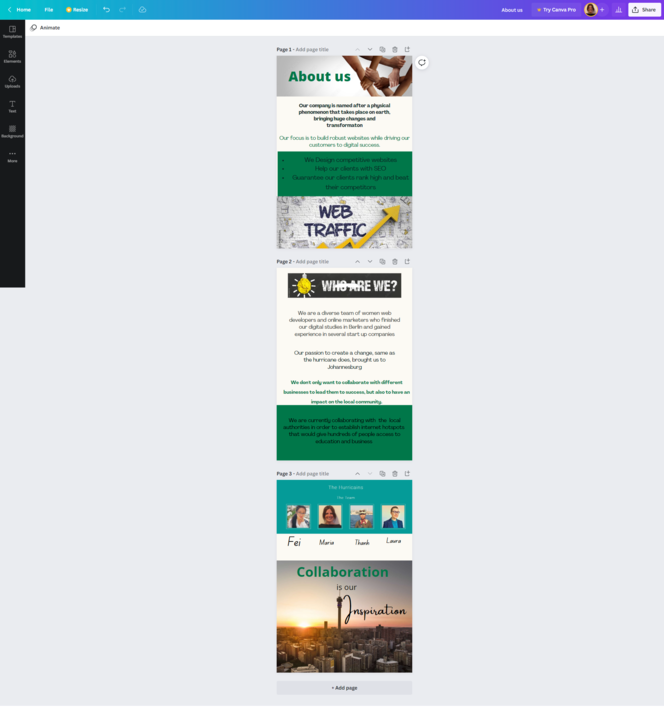 Home File Resize About us Try Canva Pro + Share
Animate
Templates
Elements
Uploads
Text
Background
More
Page 1 - Add page title
About us
Our company is named after a physical
phenomenon that takes place on earth,
bringing huge changes and
transformaton
Our focus is to build robust websites while driving our
customers to digital success.
• We Design competitive websites
• Help our clients with SEO
• Guarantee our clients rank high and beat
their competitors
WEB
TRAFFIC
Page 2 - Add page title
WHO ARE WE?
We are a diverse team of women web
developers and online marketers who finished
our digital studies in Berlin and gained
experience in several start up companies
Our passion to create a change, same as
the hurricane does, brought us to
Johannesburg
We dont only want to collaborate with different
businesses to lead them to success, but also to have an
impact on the local community.
We are currently collaborating with the local
authorities in order to establish internet hotspots
that would give hundreds of people access to
education and business
Page 3 - Add page title
The Hurricanes
The Team
Fei Maria Thanh Laura
Collaboration
is our
Inspiration
+ Add page